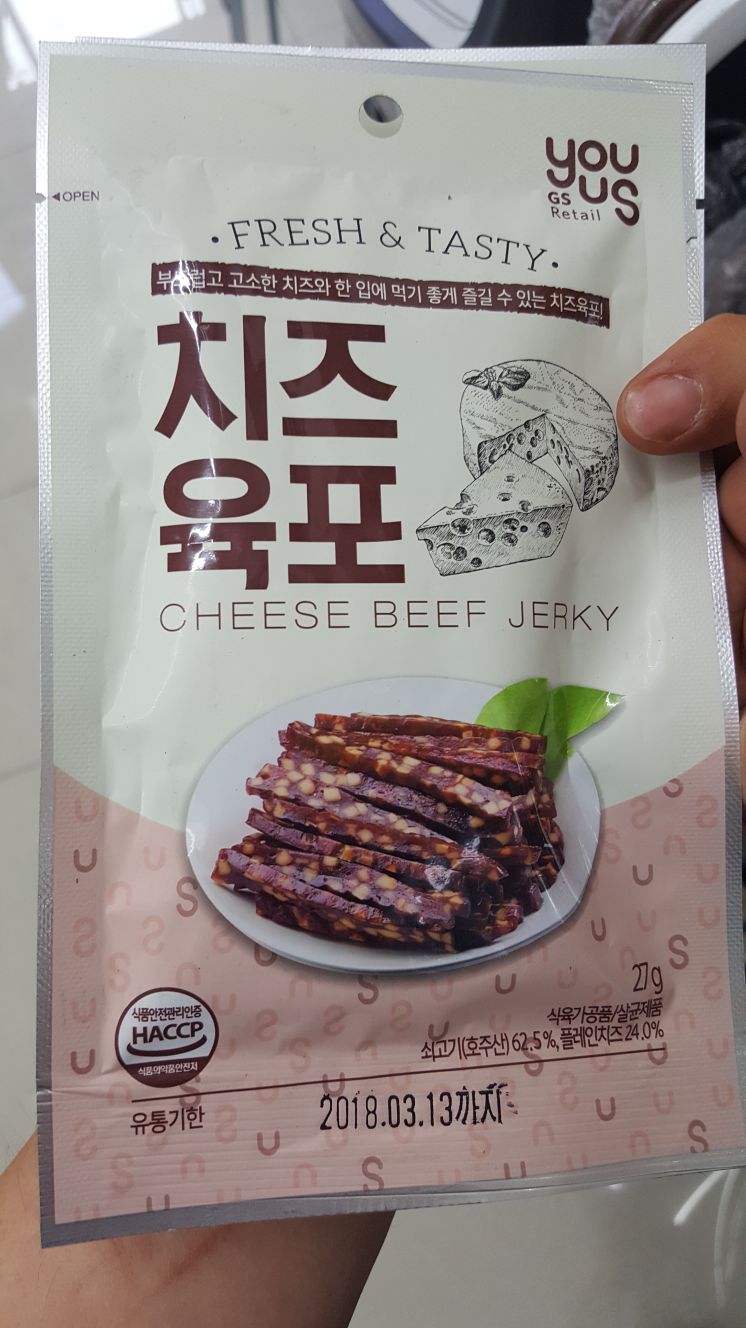 you
us
GS
Retail
OPEN
· FRESH & TASTY ·
부드럽고 고소한 치즈와 한 입에 먹기 좋게 즐길 수 있는 치즈육포!
치즈
육포
CHEESE BEEF JERKY
27g
식육가공품/살균제품
쇠고기(호주산) 62.5%, 플레인치즈 24.0%
식품안전관리인증
HACCP
식품의약품안전처
유통기한
2018.03.13까지